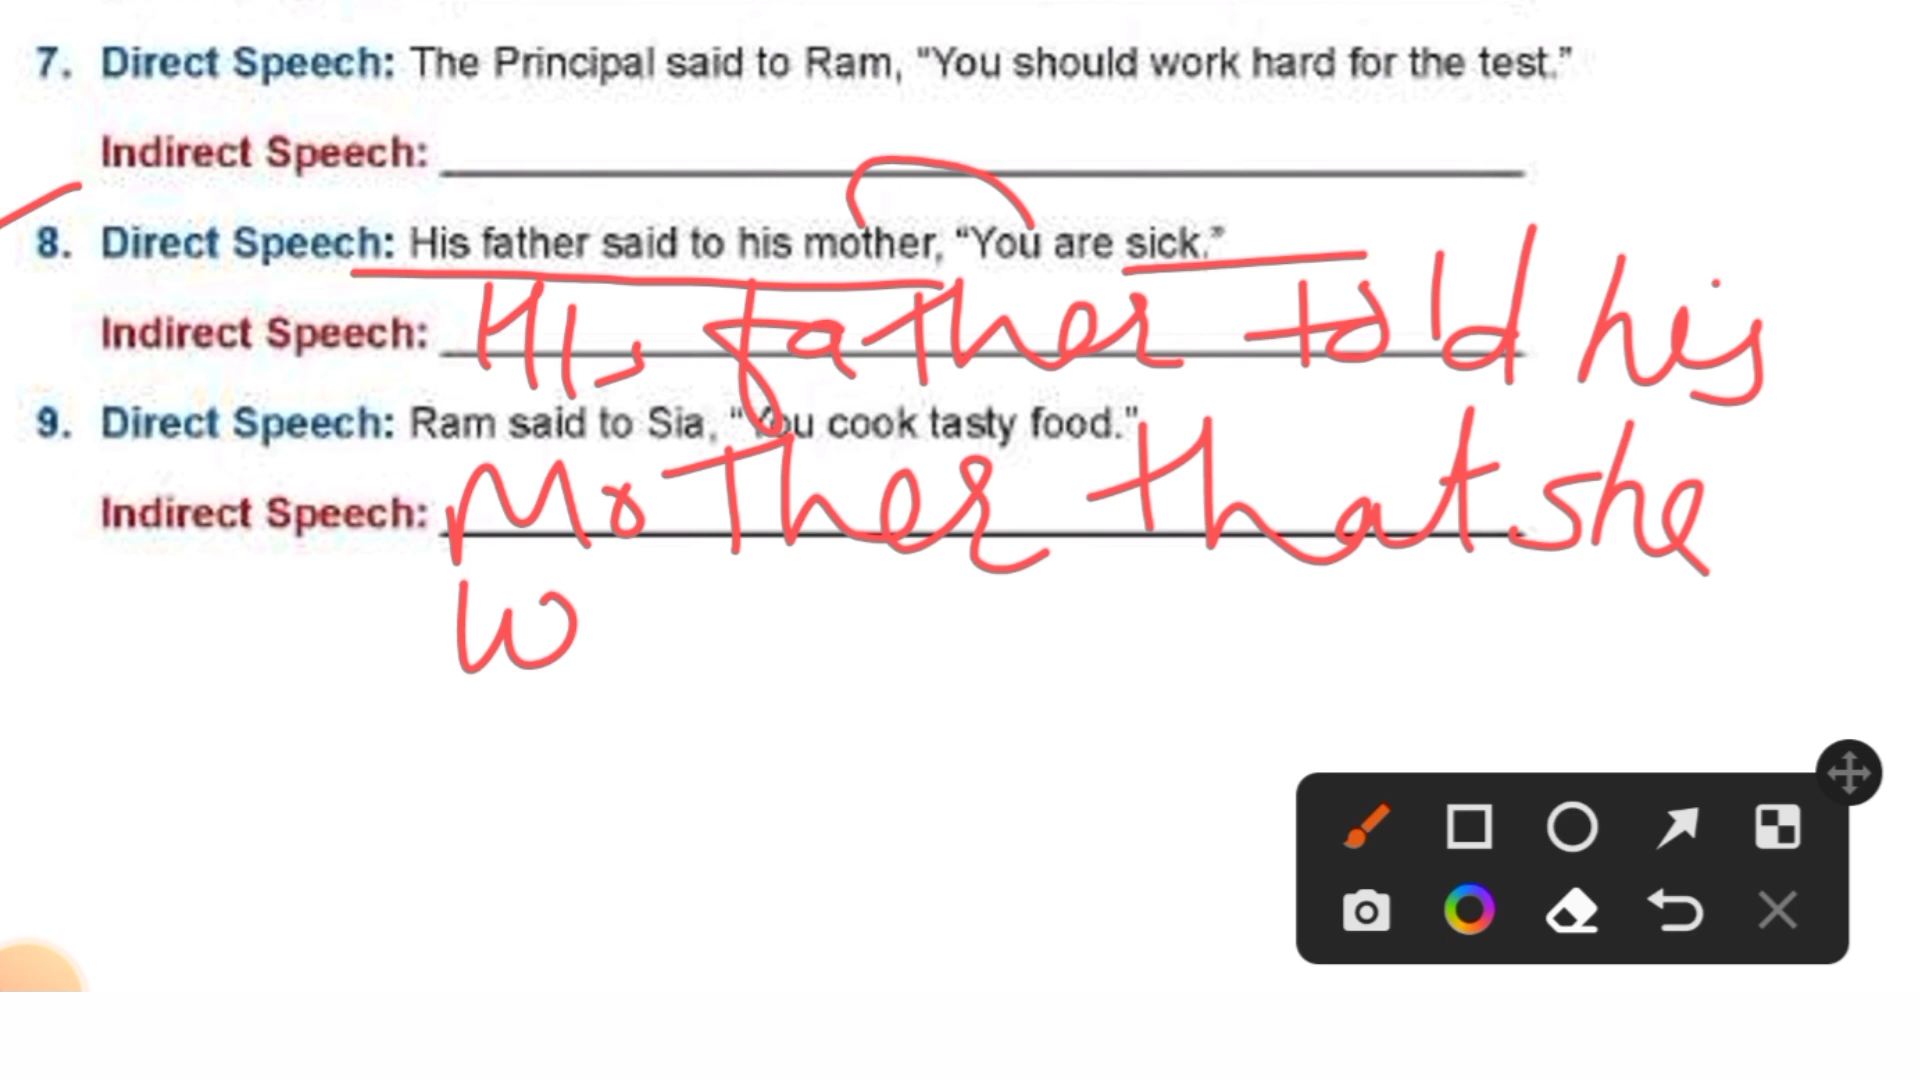 7. Direct Speech: The Principal said to Ram, "You should work hard for the test."
Indirect Speech:
8. Direct Speech: His father said to his mother, "You are sick."
Indirect Speech: His father told his
9. Direct Speech: Ram said to Sia, "You cook tasty food."
Mother that she
Indirect Speech:
w